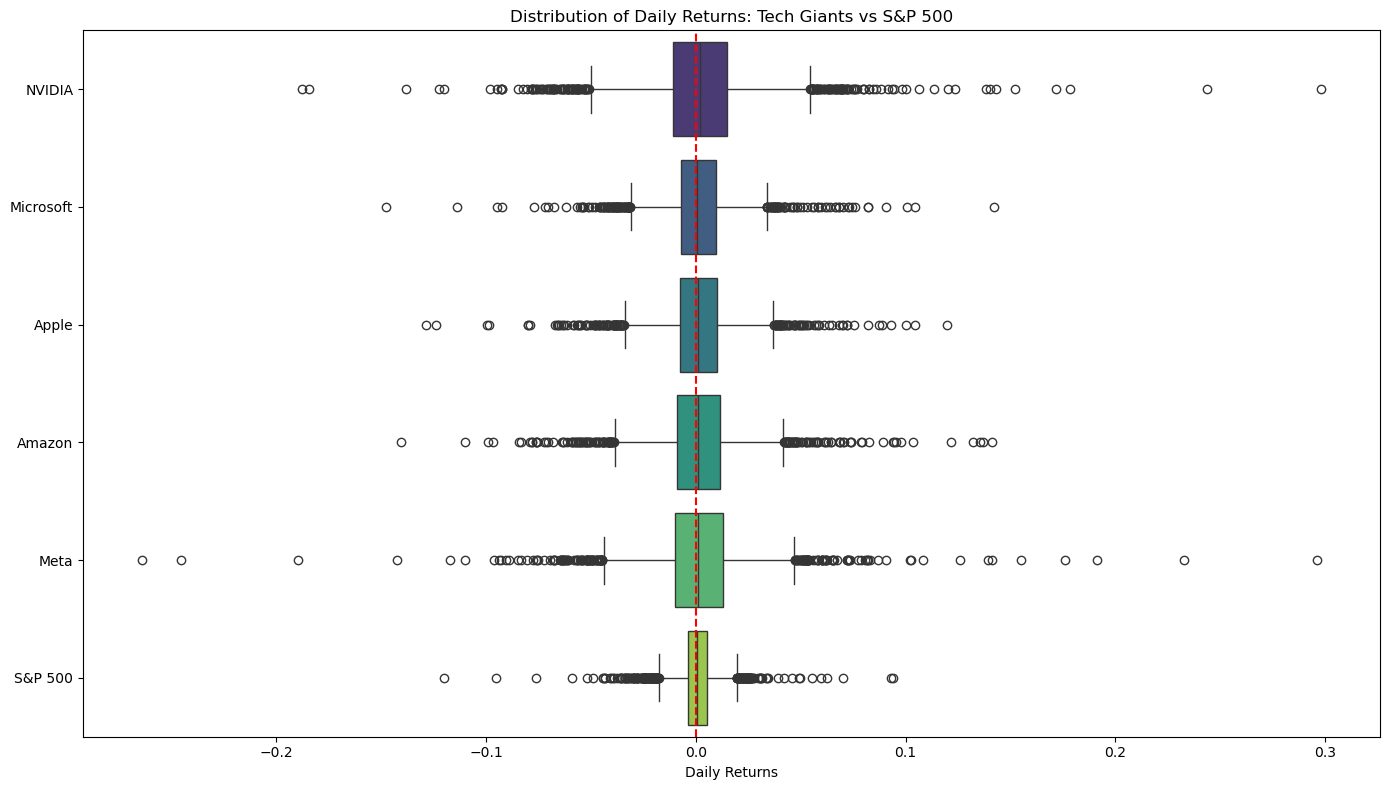 Distribution of Daily Returns: Tech Giants vs S&P 500
NVIDIA
Microsoft
Apple
Amazon
Meta
S&P 500
−0.2 −0.1 0.0 0.1 0.2 0.3
Daily Returns